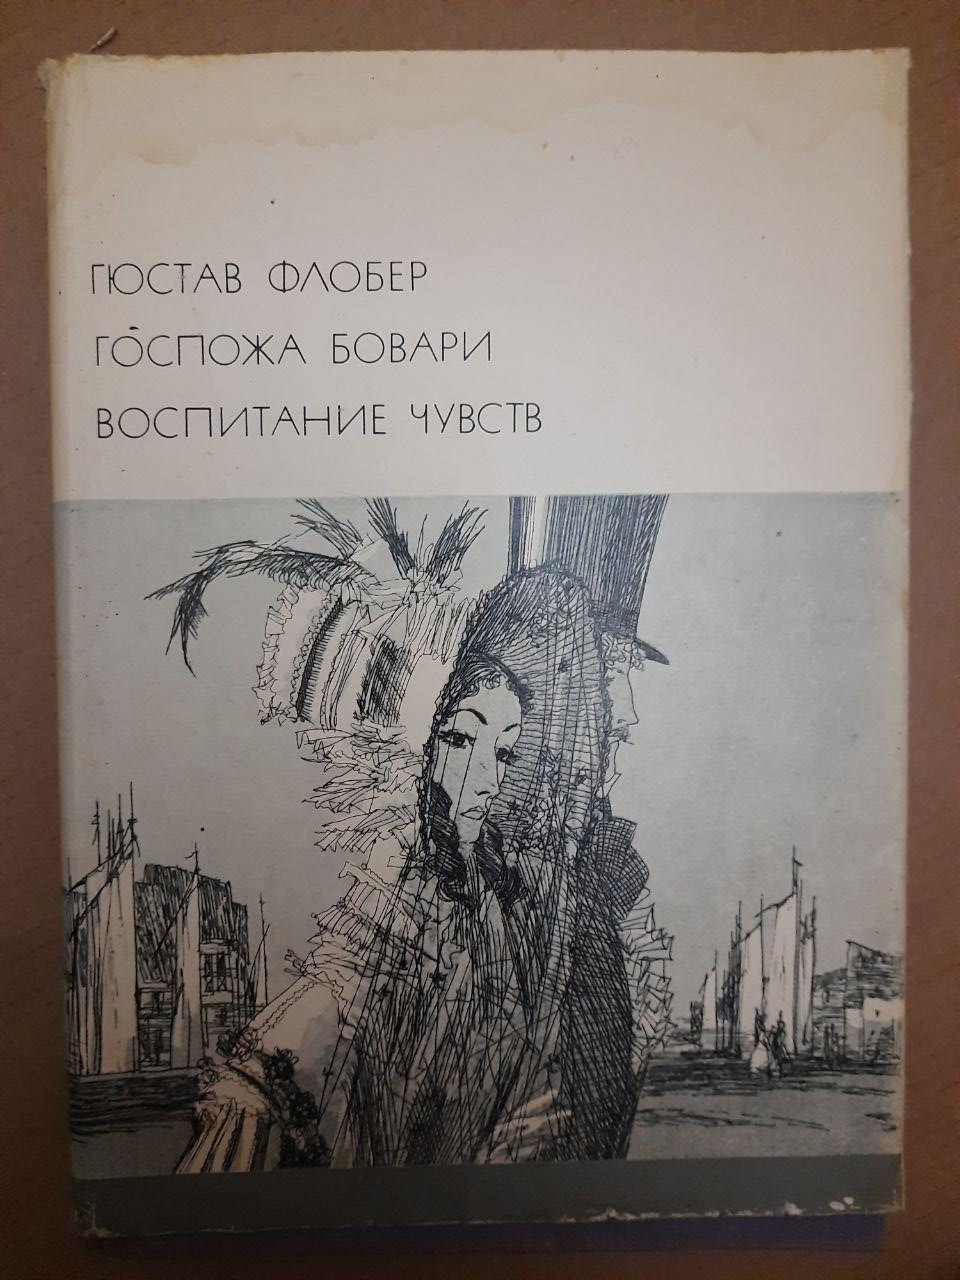 ГЮСТАВ ФЛОБЕР
ГОСПОЖА БОВАРИ
ВОСПИТАНИЕ ЧУВСТВ